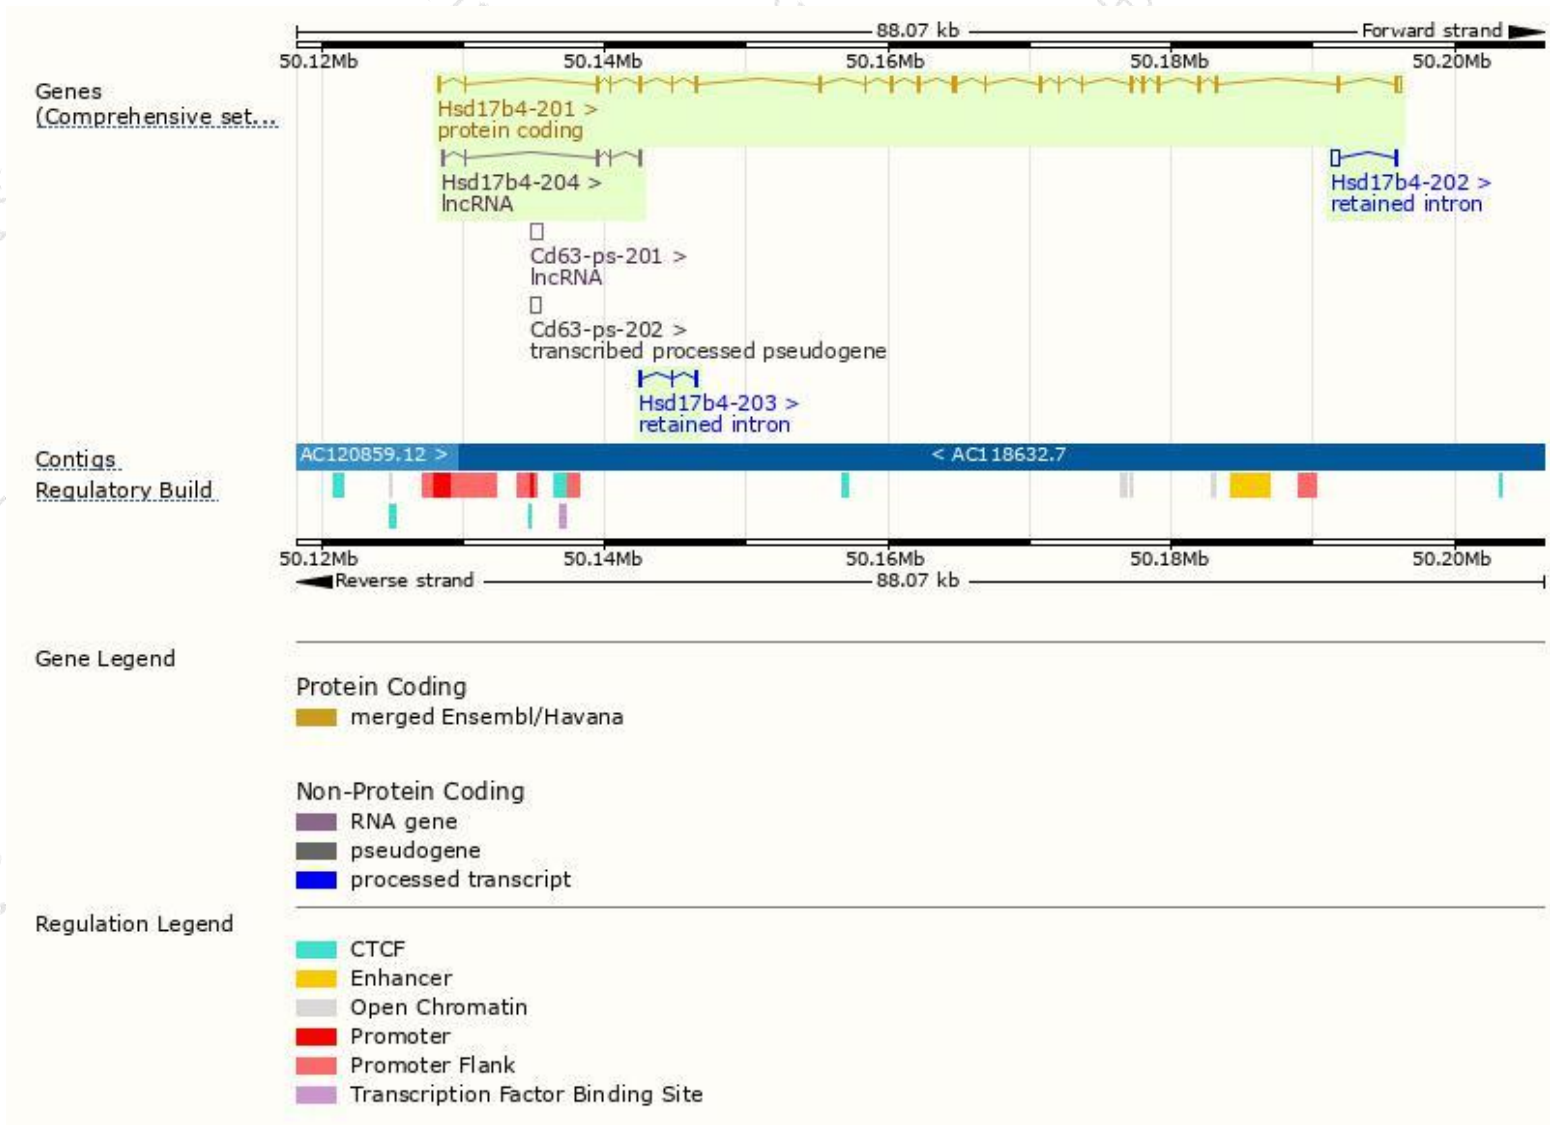 88.07 kb
Forward strand
50.12Mb 50.14Mb 50.16Mb 50.18Mb 50.20Mb
Genes
(Comprehensive set...
Hsd17b4-201 >
protein coding
Hsd17b4-204 >
lncRNA
Hsd17b4-202 >
retained intron
Cd63-ps-201 >
lncRNA
Cd63-ps-202 >
transcribed processed pseudogene
Hsd17b4-203 >
retained intron
Contigs
AC120859.12 >
< AC118632.7
Regulatory Build
50.12Mb 50.14Mb 50.16Mb 50.18Mb 50.20Mb
Reverse strand
88.07 kb
Gene Legend
Protein Coding
merged Ensembl/Havana
Non-Protein Coding
RNA gene
pseudogene
processed transcript
Regulation Legend
CTCF
Enhancer
Open Chromatin
Promoter
Promoter Flank
Transcription Factor Binding Site